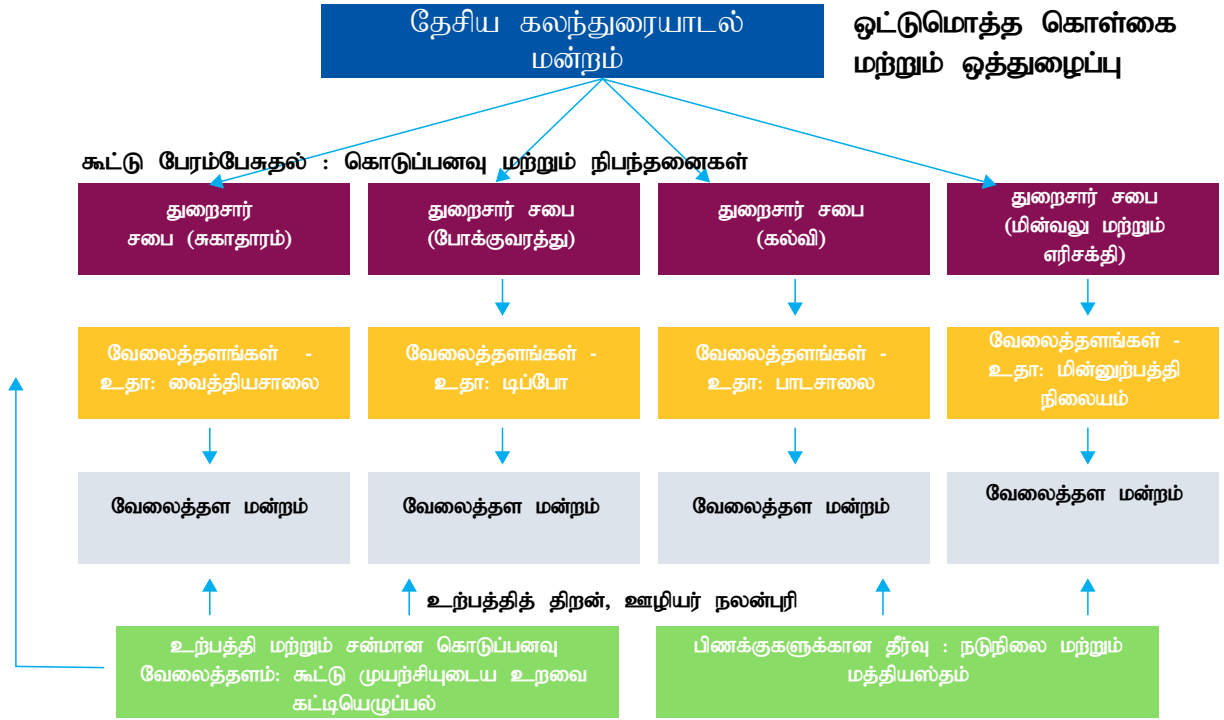 தேசிய கலந்துரையாடல்
மன்றம்
ஒட்டுமொத்த கொள்கை
மற்றும் ஒத்துழைப்பு
கூட்டு பேரம்பேசுதல் : கொடுப்பனவு மற்றும் நிபந்தனைகள்
துறைசார்
சபை (சுகாதாரம்)
துறைசார் சபை
(போக்குவரத்து)
துறைசார் சபை
(கல்வி)
துறைசார் சபை
(மின்வலு மற்றும்
எரிசக்தி)
வேலைத்தளங்கள் -
உதா: வைத்தியசாலை
வேலைத்தளங்கள் -
உதா: டிப்போ
வேலைத்தளங்கள் -
உதா: பாடசாலை
வேலைத்தளங்கள் -
உதா: மின்னுற்பத்தி
நிலையம்
வேலைத்தள மன்றம்
வேலைத்தள மன்றம்
வேலைத்தள மன்றம்
வேலைத்தள மன்றம்
உற்பத்தித் திறன், ஊழியர் நலன்புரி
உற்பத்தி மற்றும் சன்மான கொடுப்பனவு
வேலைத்தளம்: கூட்டு முயற்சியுடைய உறவை
கட்டியெழுப்பல்
பிணக்குகளுக்கான தீர்வு : நடுநிலை மற்றும்
மத்தியஸ்தம்